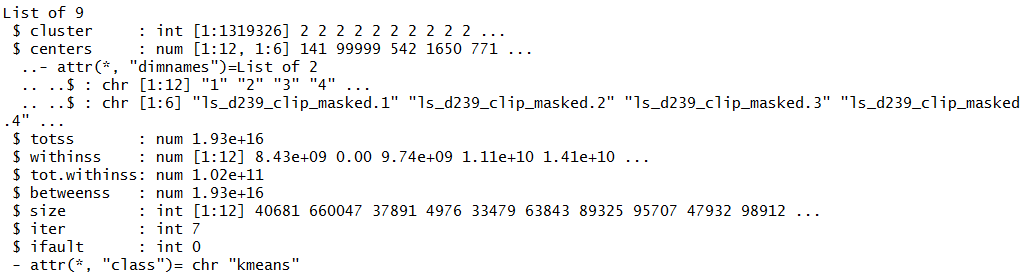 List of 9
 $ cluster     : int [1:1319326] 2 2 2 2 2 2 2 2 2 2 ...
 $ centers     : num [1:12, 1:6] 141 99999 542 1650 771 ...
  ..- attr(*, "dimnames")=List of 2
  .. ..$ : chr [1:12] "1" "2" "3" "4" ...
  .. ..$ : chr [1:6] "ls_d239_clip_masked.1" "ls_d239_clip_masked.2" "ls_d239_clip_masked.3" "ls_d239_clip_masked
.4" ...
 $ totss       : num 1.93e+16
 $ withinss    : num [1:12] 8.43e+09 0.00 9.74e+09 1.11e+10 1.41e+10 ...
 $ tot.withinss: num 1.02e+11
 $ betweenss   : num 1.93e+16
 $ size        : int [1:12] 40681 660047 37891 4976 33479 63843 89325 95707 47932 98912 ...
 $ iter        : int 7
 $ ifault      : int 0
 - attr(*, "class")= chr "kmeans"